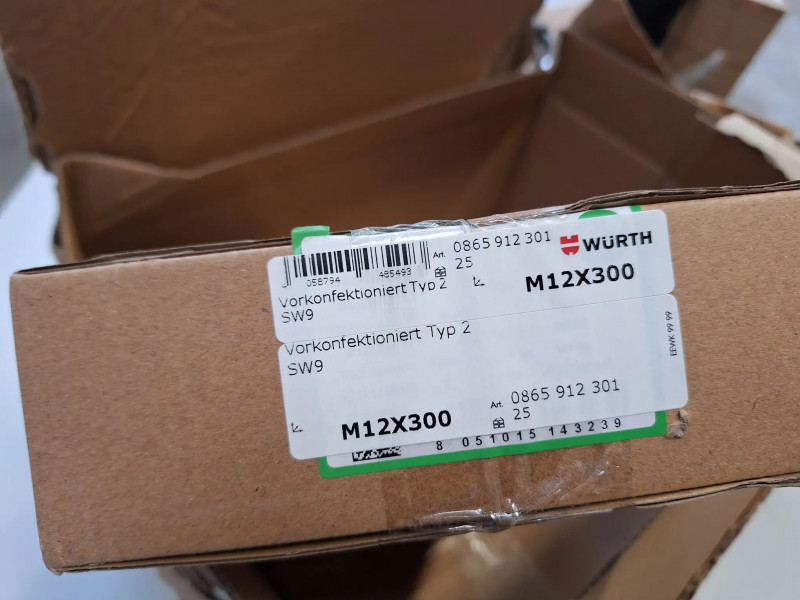 058794 485493
Art. 0865 912 301
25
WÜRTH
Vorkonfektioniert Typ 2
SW9
M12X300
Vorkonfektioniert Typ 2
SW9
EEWK 99 99
M12X300
Art. 0865 912 301
25
8 051015 143239